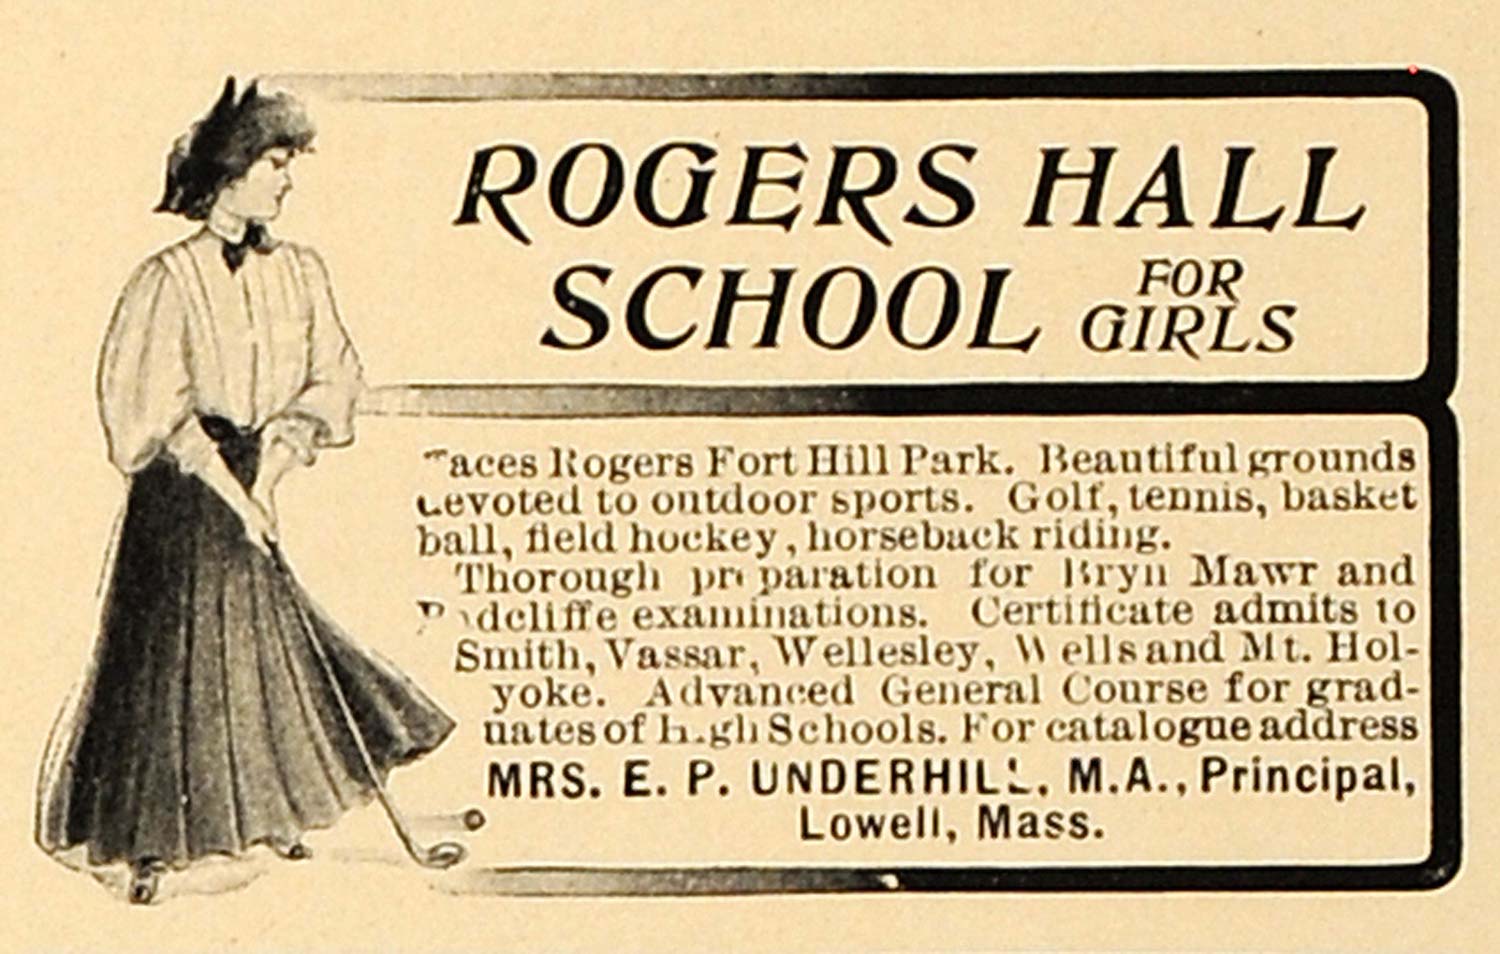 ROGERS HALL
SCHOOL FOR GIRLS
Faces Rogers Fort Hill Park. Beautiful grounds
devoted to outdoor sports. Golf, tennis, basket
ball, field hockey, horseback riding.
Thorough preparation for Bryn Mawr and
Radcliffe examinations. Certificate admits to
Smith, Vassar, Wellesley, Wells and Mt. Hol-
yoke. Advanced General Course for grad-
uates of High Schools. For catalogue address
MRS. E. P. UNDERHILL, M.A., Principal,
Lowell, Mass.